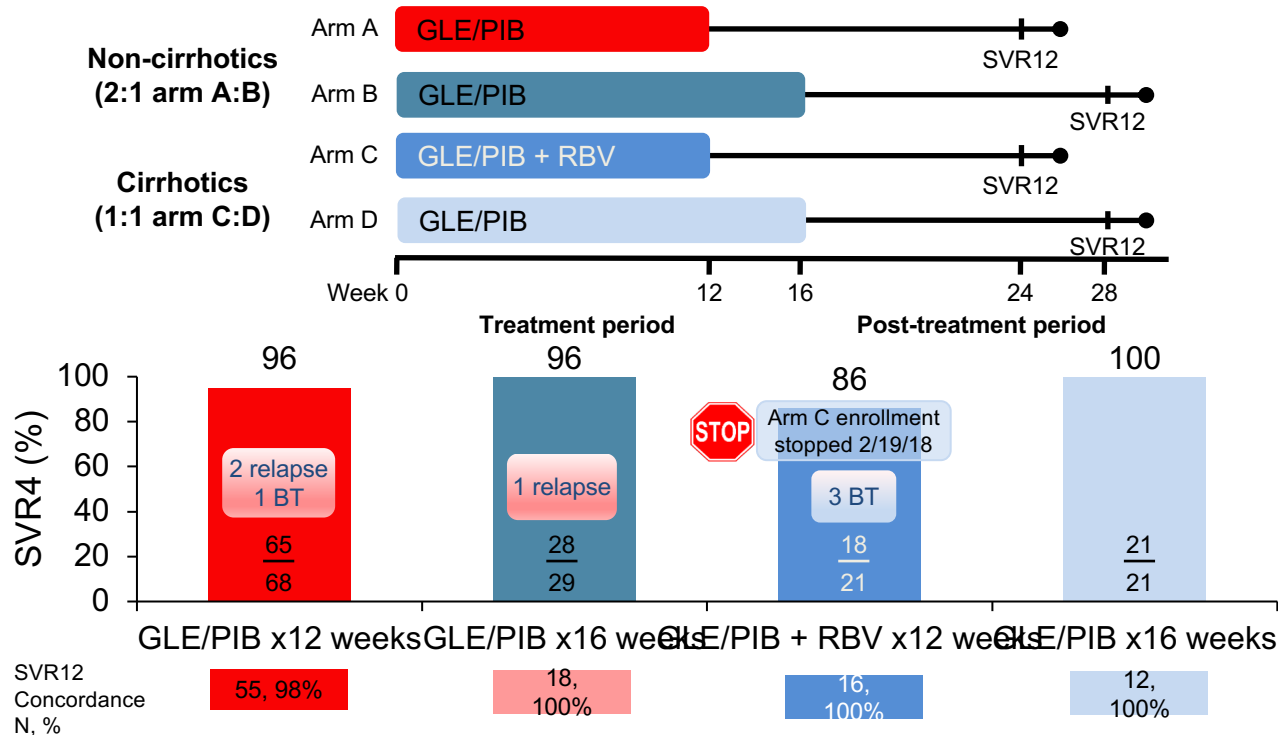 Non-cirrhotics
(2:1 arm A:B)
Arm A
GLE/PIB
SVR12
Arm B
GLE/PIB
SVR12
Cirrhotics
(1:1 arm C:D)
Arm C
GLE/PIB + RBV
SVR12
Arm D
GLE/PIB
SVR12
Week 0 12 16 24 28
Treatment period Post-treatment period
SVR4 (%)
100
80
60
40
20
0
96
2 relapse
1 BT
65
68
96
1 relapse
28
29
86
STOP
Arm C enrollment
stopped 2/19/18
3 BT
18
21
100
21
21
GLE/PIB x12 weeks GLE/PIB x16 weeks GLE/PIB + RBV x12 weeks GLE/PIB x16 weeks
SVR12
Concordance
N, %
55, 98%
18,
100%
16,
100%
12,
100%